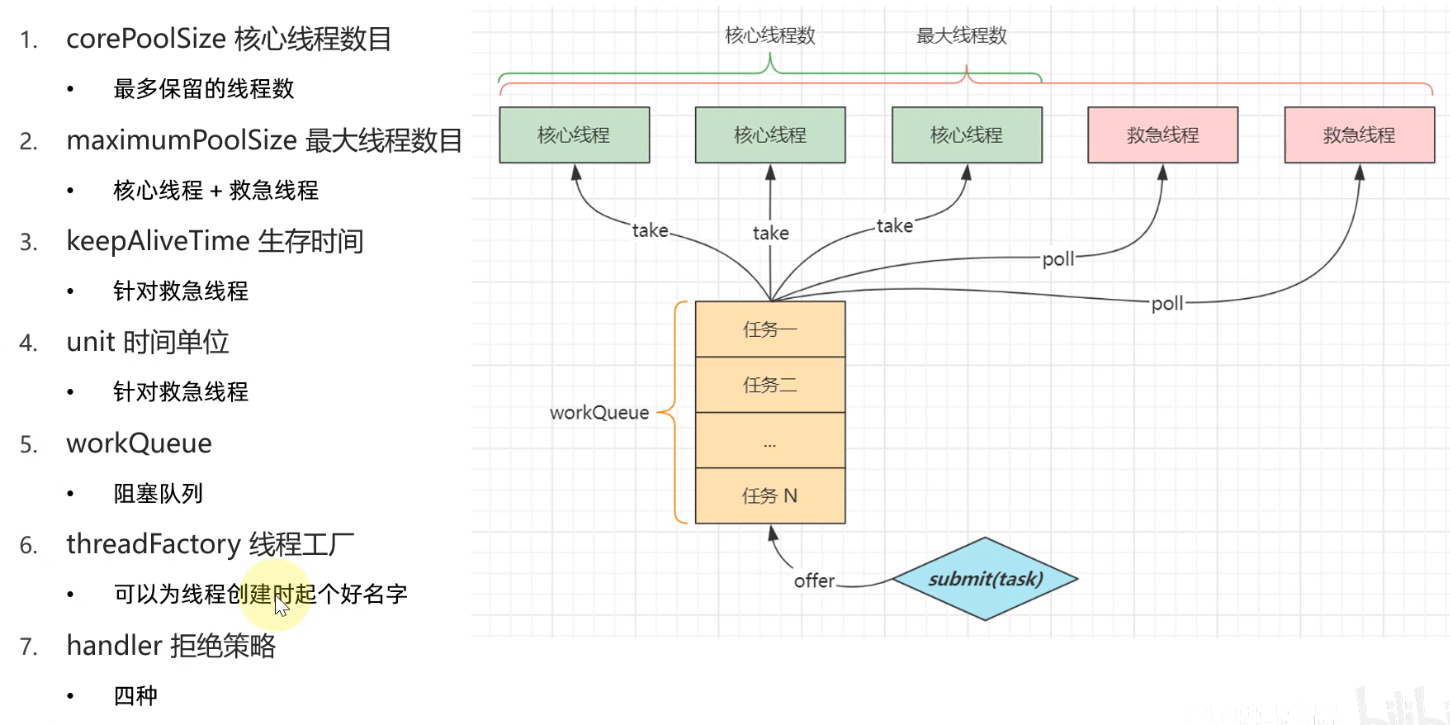 1. corePoolSize 核心线程数目
• 最多保留的线程数
2. maximumPoolSize 最大线程数目
• 核心线程 + 救急线程
3. keepAliveTime 生存时间
• 针对救急线程
4. unit 时间单位
• 针对救急线程
5. workQueue
• 阻塞队列
6. threadFactory 线程工厂
• 可以为线程创建时起个好名字
7. handler 拒绝策略
• 四种
核心线程数
最大线程数
核心线程
核心线程
核心线程
救急线程
救急线程
take
take
take
poll
poll
任务一
任务二
...
任务 N
workQueue
offer
submit(task)